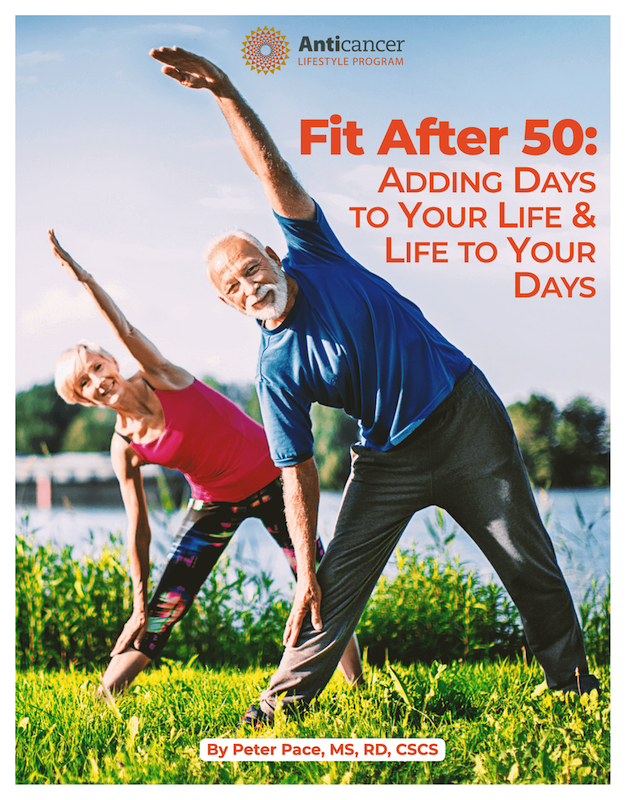 Anticancer
LIFESTYLE PROGRAM
Fit After 50:
ADDING DAYS
TO YOUR LIFE &
LIFE TO YOUR
DAYS
By Peter Pace, MS, RD, CSCS